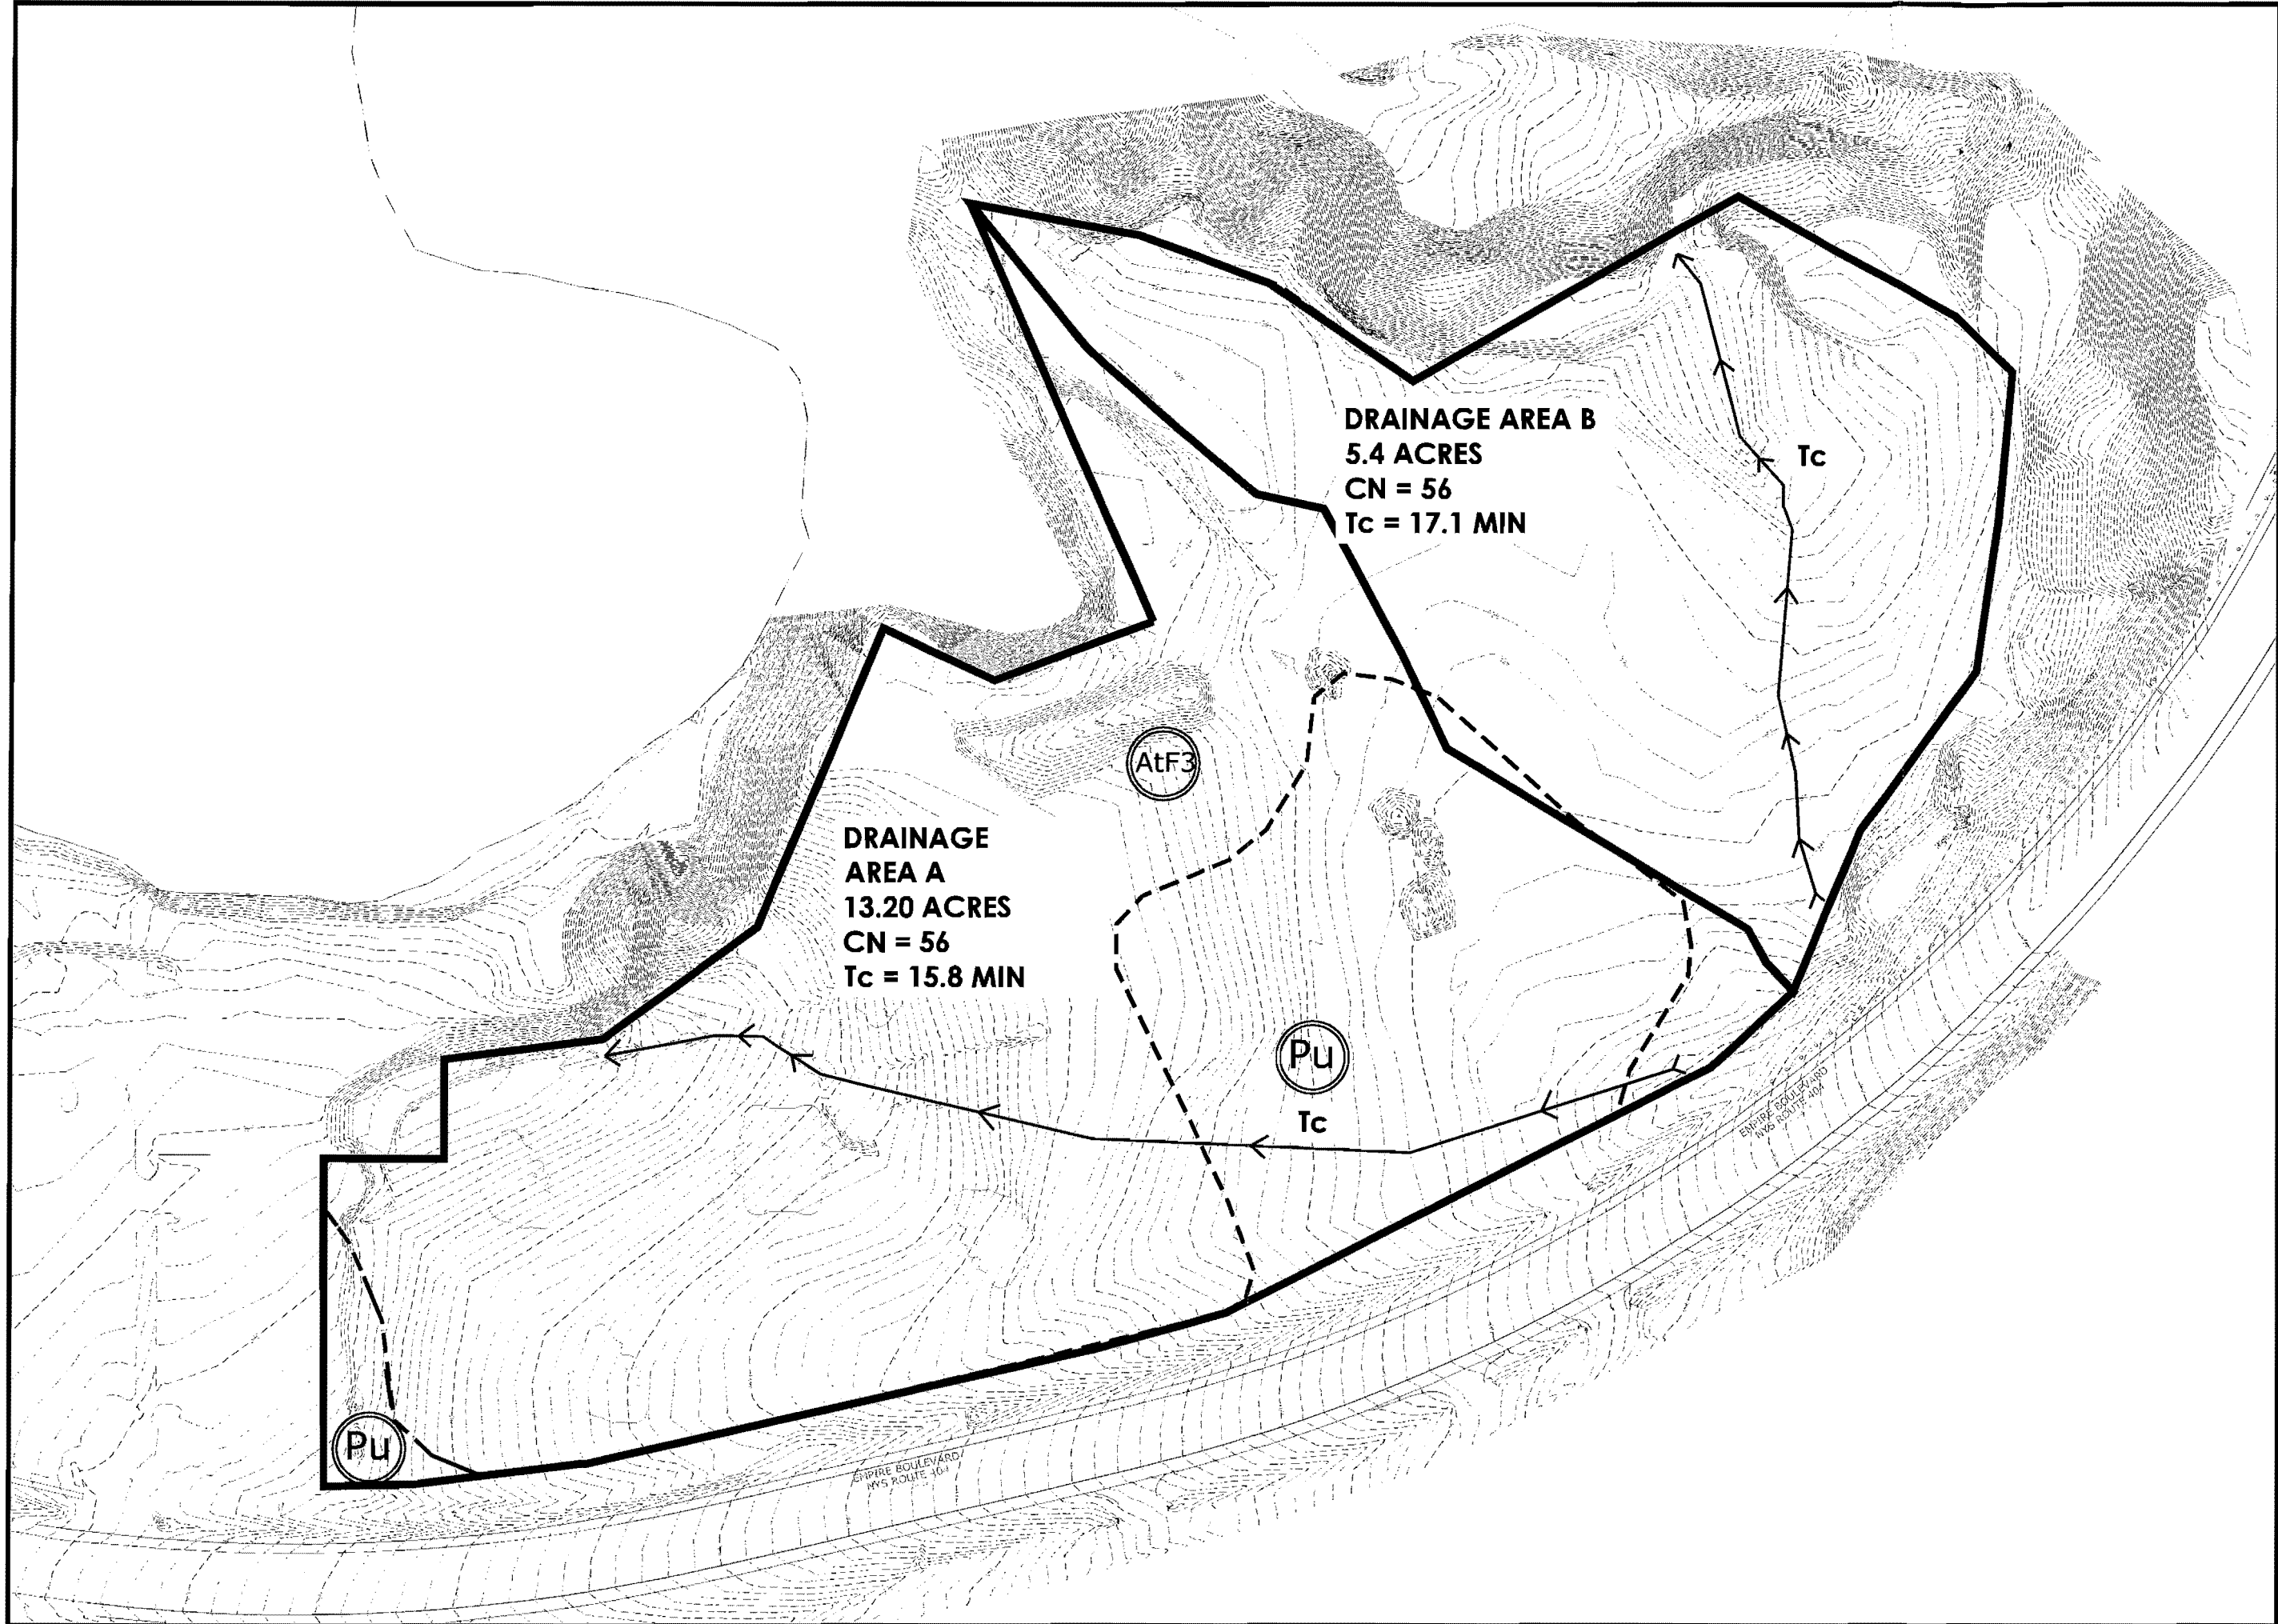 DRAINAGE AREA B
5.4 ACRES
CN = 56
Tc = 17.1 MIN
Tc
AtF3
DRAINAGE
AREA A
13.20 ACRES
CN = 56
Tc = 15.8 MIN
Pu
Tc
EMPIRE BOULEVARD
NYS ROUTE 404
Pu
EMPIRE BOULEVARD
NYS ROUTE 404